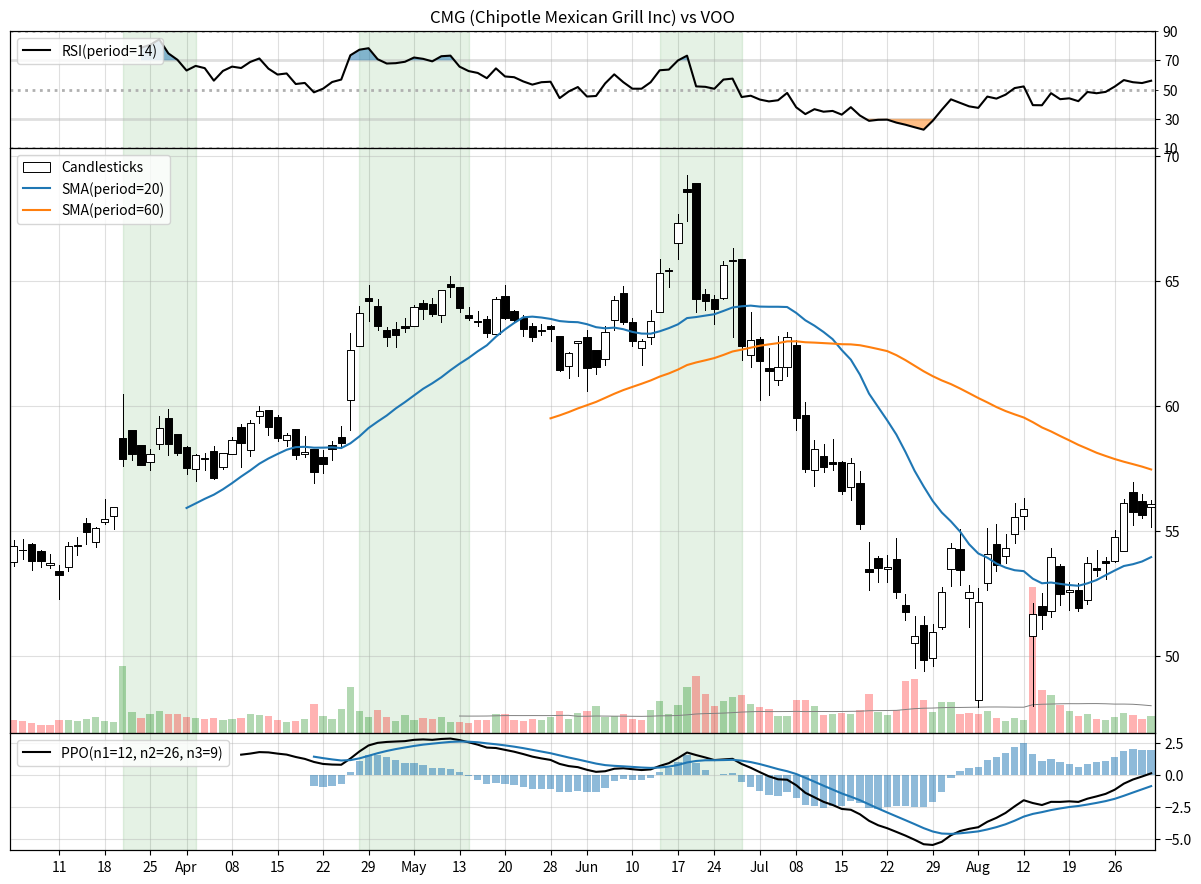 CMG (Chipotle Mexican Grill Inc) vs VOO
RSI(period=14)
90
70
50
30
10
Candlesticks
SMA(period=20)
SMA(period=60)
70
65
60
55
50
PPO(n1=12, n2=26, n3=9)
2.5
0.0
−2.5
−5.0
11 18 25 Apr 08 15 22 29 May 13 20 28 Jun 10 17 24 Jul 08 15 22 29 Aug 12 19 26